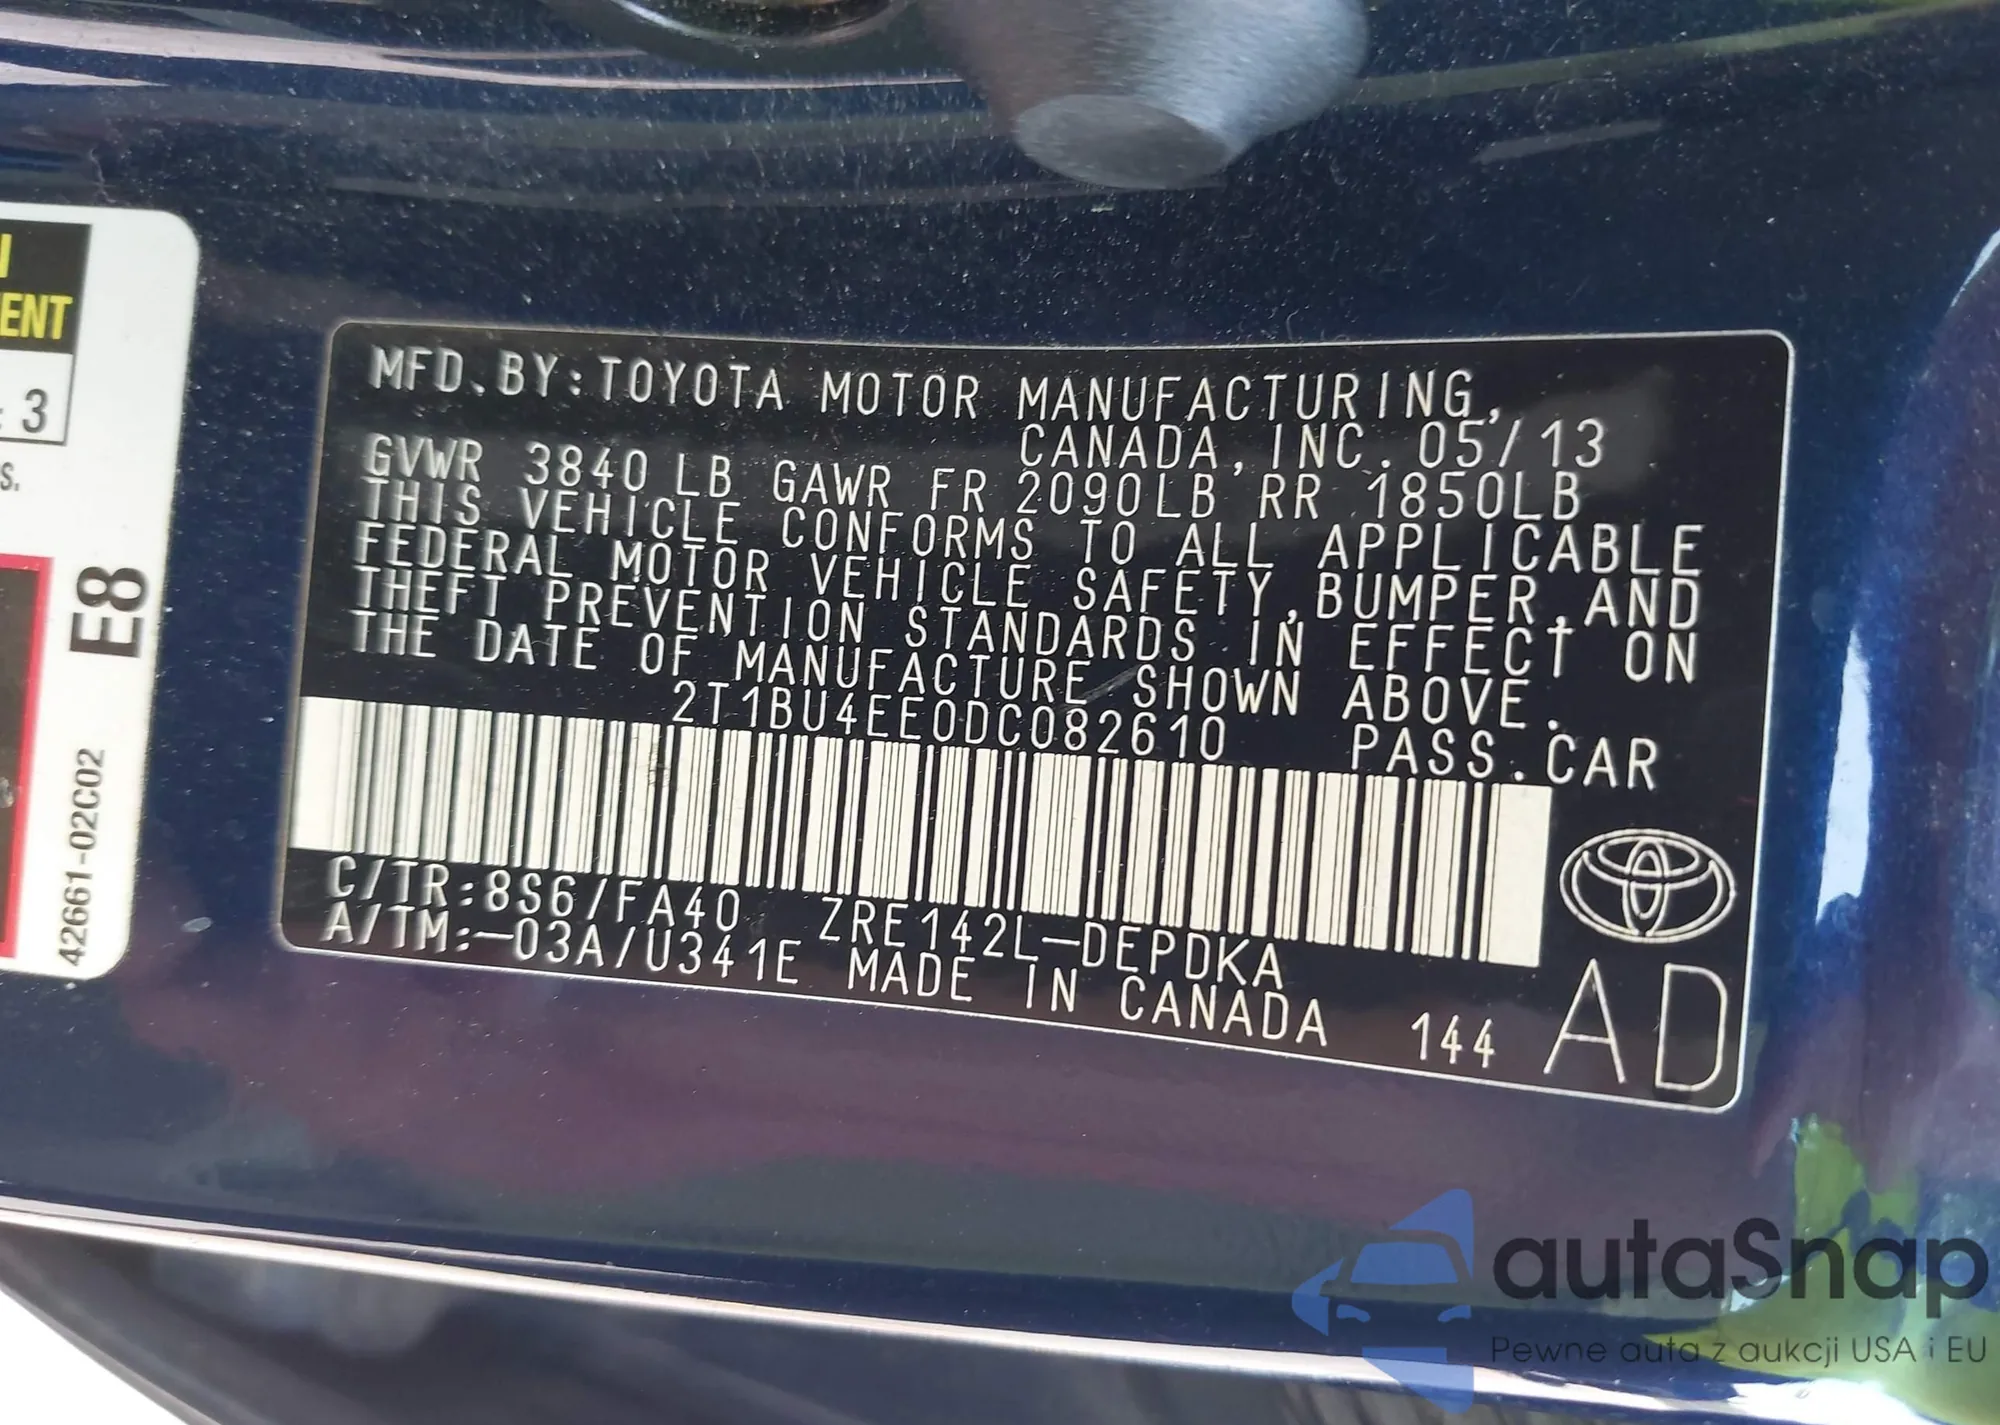 I
ENT
: 3
S.
E8
42661-02C02
MFD.BY:TOYOTA MOTOR MANUFACTURING,
CANADA,INC. 05/13
GVWR 3840 LB GAWR FR 2090LB RR 1850LB
THIS VEHICLE CONFORMS TO ALL APPLICABLE
FEDERAL MOTOR VEHICLE SAFETY,BUMPER,AND
THEFT PREVENTION STANDARDS IN EFFECT ON
THE DATE OF MANUFACTURE SHOWN ABOVE.
2T1BU4EE0DC082610 PASS.CAR
C/TR:8S6/FA40 ZRE142L-DEPDKA
A/TM:-03A/U341E MADE IN CANADA 144
AD
autaSnap
Pewne auta z aukcji USA i EU